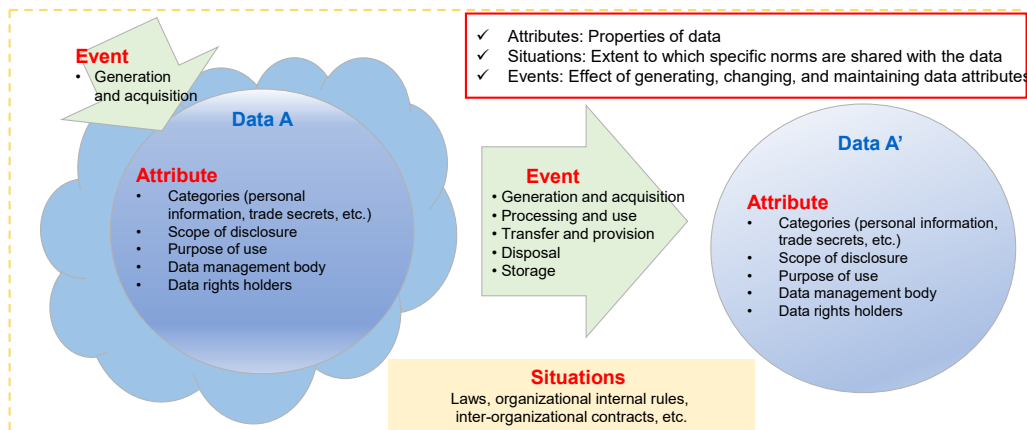 Event
• Generation
and acquisition
✓ Attributes: Properties of data
✓ Situations: Extent to which specific norms are shared with the data
✓ Events: Effect of generating, changing, and maintaining data attributes
Data A
Attribute
• Categories (personal
information, trade secrets, etc.)
• Scope of disclosure
• Purpose of use
• Data management body
• Data rights holders
Event
• Generation and acquisition
• Processing and use
• Transfer and provision
• Disposal
• Storage
Data A’
Attribute
• Categories (personal information,
trade secrets, etc.)
• Scope of disclosure
• Purpose of use
• Data management body
• Data rights holders
Situations
Laws, organizational internal rules,
inter-organizational contracts, etc.